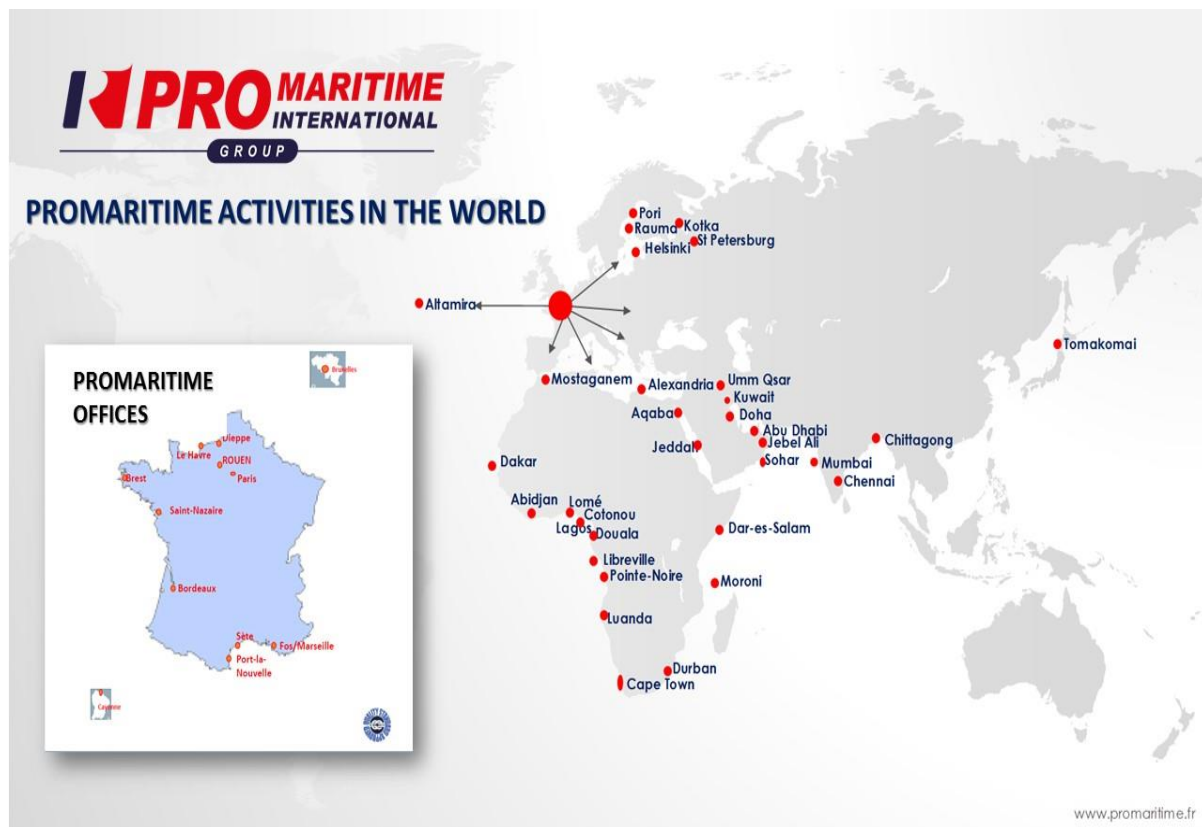 PRO MARITIME
INTERNATIONAL
GROUP
PROMARITIME ACTIVITIES IN THE WORLD
Pori
Rauma
Kotka
St Petersburg
Helsinki
Altamira
Tomakomai
Mostaganem
Alexandria
Umm Qsar
Kuwait
Aqaba
Doha
Abu Dhabi
Jeddah
Jebel Ali
Chittagong
Sohar
Mumbai
Dakar
Chennai
Abidjan
Lomé
Cotonou
Lagos
Douala
Dar-es-Salam
Libreville
Pointe-Noire
Moroni
Luanda
Durban
Cape Town
PROMARITIME
OFFICES
Bruxelles
Dieppe
Le Havre
ROUEN
Paris
Brest
Saint-Nazaire
Bordeaux
Sète
Fos/Marseille
Port-la-
Nouvelle
Cayenne
www.promaritime.fr